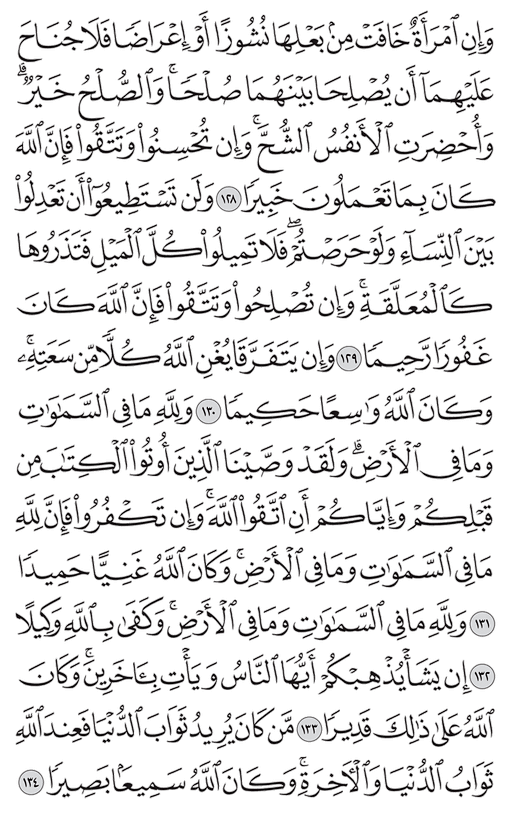 وَإِنِ ٱمْرَأَةٌ خَافَتْ مِنۢ بَعْلِهَا نُشُوزًا أَوْ إِعْرَاضًا فَلَا جُنَاحَ
عَلَيْهِمَآ أَن يُصْلِحَا بَيْنَهُمَا صُلْحًا ۚ وَٱلصُّلْحُ خَيْرٌ ۗ
وَأُحْضِرَتِ ٱلْأَنفُسُ ٱلشُّحَّ ۚ وَإِن تُحْسِنُوا۟ وَتَتَّقُوا۟ فَإِنَّ ٱللَّهَ
كَانَ بِمَا تَعْمَلُونَ خَبِيرًا ١٢٨ وَلَن تَسْتَطِيعُوٓا۟ أَن تَعْدِلُوا۟
بَيْنَ ٱلنِّسَآءِ وَلَوْ حَرَصْتُمْ ۖ فَلَا تَمِيلُوا۟ كُلَّ ٱلْمَيْلِ فَتَذَرُوهَا
كَٱلْمُعَلَّقَةِ ۚ وَإِن تُصْلِحُوا۟ وَتَتَّقُوا۟ فَإِنَّ ٱللَّهَ كَانَ
غَفُورًا رَّحِيمًا ١٢٩ وَإِن يَتَفَرَّقَا يُغْنِ ٱللَّهُ كُلًّا مِّن سَعَتِهِۦ ۚ
وَكَانَ ٱللَّهُ وَٰسِعًا حَكِيمًا ١٣٠ وَلِلَّهِ مَا فِى ٱلسَّمَٰوَٰتِ
وَمَا فِى ٱلْأَرْضِ ۗ وَلَقَدْ وَصَّيْنَا ٱلَّذِينَ أُوتُوا۟ ٱلْكِتَٰبَ مِن
قَبْلِكُمْ وَإِيَّاكُمْ أَنِ ٱتَّقُوا۟ ٱللَّهَ ۚ وَإِن تَكْفُرُوا۟ فَإِنَّ لِلَّهِ
مَا فِى ٱلسَّمَٰوَٰتِ وَمَا فِى ٱلْأَرْضِ ۚ وَكَانَ ٱللَّهُ غَنِيًّا حَمِيدًا
١٣١ وَلِلَّهِ مَا فِى ٱلسَّمَٰوَٰتِ وَمَا فِى ٱلْأَرْضِ ۚ وَكَفَىٰ بِٱللَّهِ وَكِيلًا
١٣٢ إِن يَشَأْ يُذْهِبْكُمْ أَيُّهَا ٱلنَّاسُ وَيَأْتِ بِـَٔاخَرِينَ ۚ وَكَانَ
ٱللَّهُ عَلَىٰ ذَٰلِكَ قَدِيرًا ١٣٣ مَّن كَانَ يُرِيدُ ثَوَابَ ٱلدُّنْيَا فَعِندَ ٱللَّهِ
ثَوَابُ ٱلدُّنْيَا وَٱلْـَٔاخِرَةِ ۚ وَكَانَ ٱللَّهُ سَمِيعًۢا بَصِيرًا ١٣٤